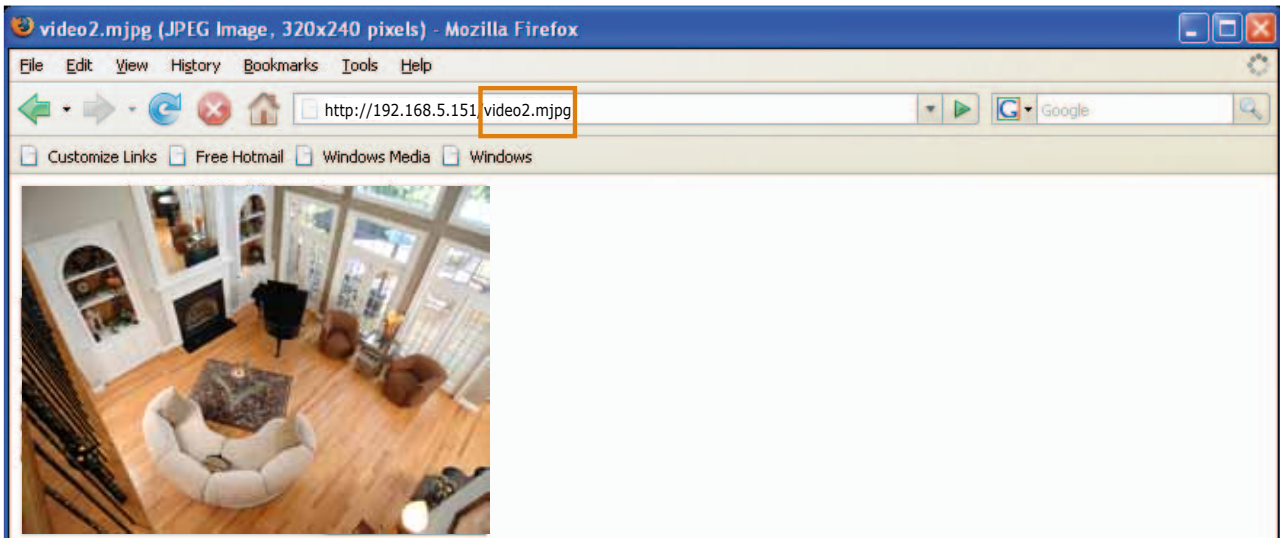 video2.mjpg (JPEG Image, 320x240 pixels) - Mozilla Firefox
File Edit View History Bookmarks Tools Help
http://192.168.5.151/video2.mjpg G Google
Customize Links Free Hotmail Windows Media Windows